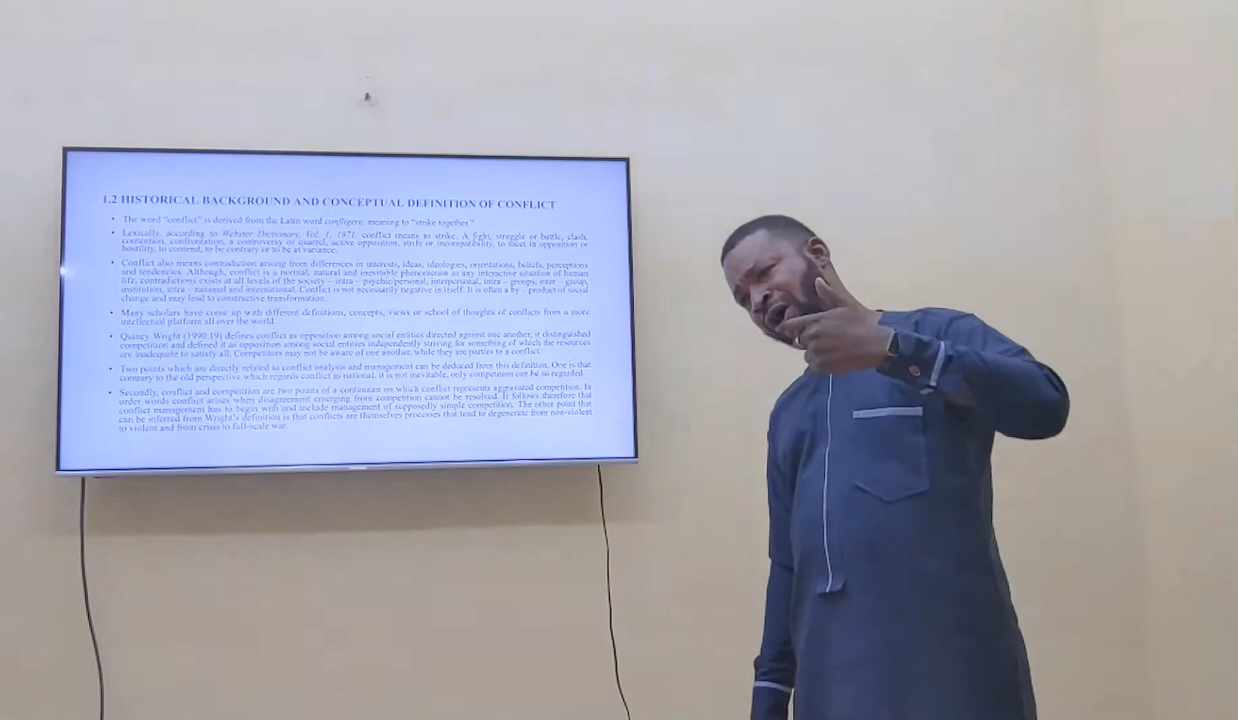 1.2 HISTORICAL BACKGROUND AND CONCEPTUAL DEFINITION OF CONFLICT
• The word "conflict" is derived from the Latin word confligere, meaning to "strike together."
• Lexically, according to Webster Dictionary, Vol. 1, 1971, conflict means to strike. A fight, struggle or battle, clash,
contention, confrontation, a controversy or quarrel, active opposition, strife or incompatibility, to meet in opposition or
hostility, to contend, to be contrary or to be at variance.
• Conflict also means contradiction arising from differences in interests, ideas, ideologies, orientations, beliefs, perceptions
and tendencies. Although, conflict is a normal, natural and inevitable phenomenon in any interactive situation of human
life, contradictions exists at all levels of the society – intra – psychic/personal, interpersonal, intra – groups, inter – group,
institution, intra – national and international. Conflict is not necessarily negative in itself. It is often a by – product of social
change and may lead to constructive transformation.
• Many scholars have come up with different definitions, concepts, views or school of thoughts of conflicts from a more
intellectual platform all over the world.
• Quincy Wright (1990:19) defines conflict as opposition among social entities directed against one another, it distinguished
competition and defined it as opposition among social entities independently striving for something of which the resources
are inadequate to satisfy all. Competitors may not be aware of one another, while they are parties to a conflict.
• Two points which are directly related to conflict analysis and management can be deduced from this definition. One is that
contrary to the old perspective which regards conflict as national, it is not inevitable, only competition can be so regarded.
• Secondly, conflict and competition are two points of a continuum on which conflict represents aggravated competition. In
order words conflict arises when disagreement emerging from competition cannot be resolved. It follows therefore that
conflict management has to begin with and include management of supposedly simple competition. The other point that
can be inferred from Wright's definition is that conflicts are themselves processes that tend to degenerate from non-violent
to violent and from crisis to full-scale war.